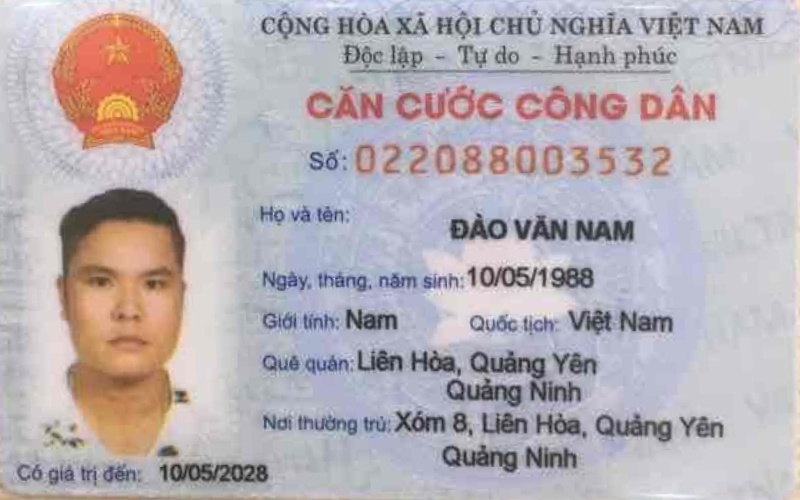 CỘNG HÒA XÃ HỘI CHỦ NGHĨA VIỆT NAM
Độc lập - Tự do - Hạnh phúc
CĂN CƯỚC CÔNG DÂN
Số: 022088003532
Họ và tên:
ĐÀO VĂN NAM
Ngày, tháng, năm sinh: 10/05/1988
Giới tính: Nam Quốc tịch: Việt Nam
Quê quán: Liên Hòa, Quảng Yên
Quảng Ninh
Nơi thường trú: Xóm 8, Liên Hòa, Quảng Yên
Quảng Ninh
Có giá trị đến: 10/05/2028